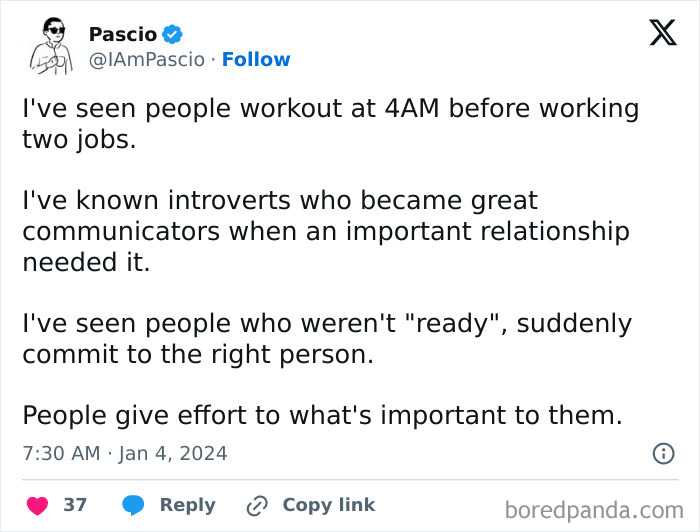 Pascio
@IAmPascio · Follow
I've seen people workout at 4AM before working
two jobs.
I've known introverts who became great
communicators when an important relationship
needed it.
I've seen people who weren't "ready", suddenly
commit to the right person.
People give effort to what's important to them.
7:30 AM · Jan 4, 2024
37 Reply Copy link
boredpanda.com